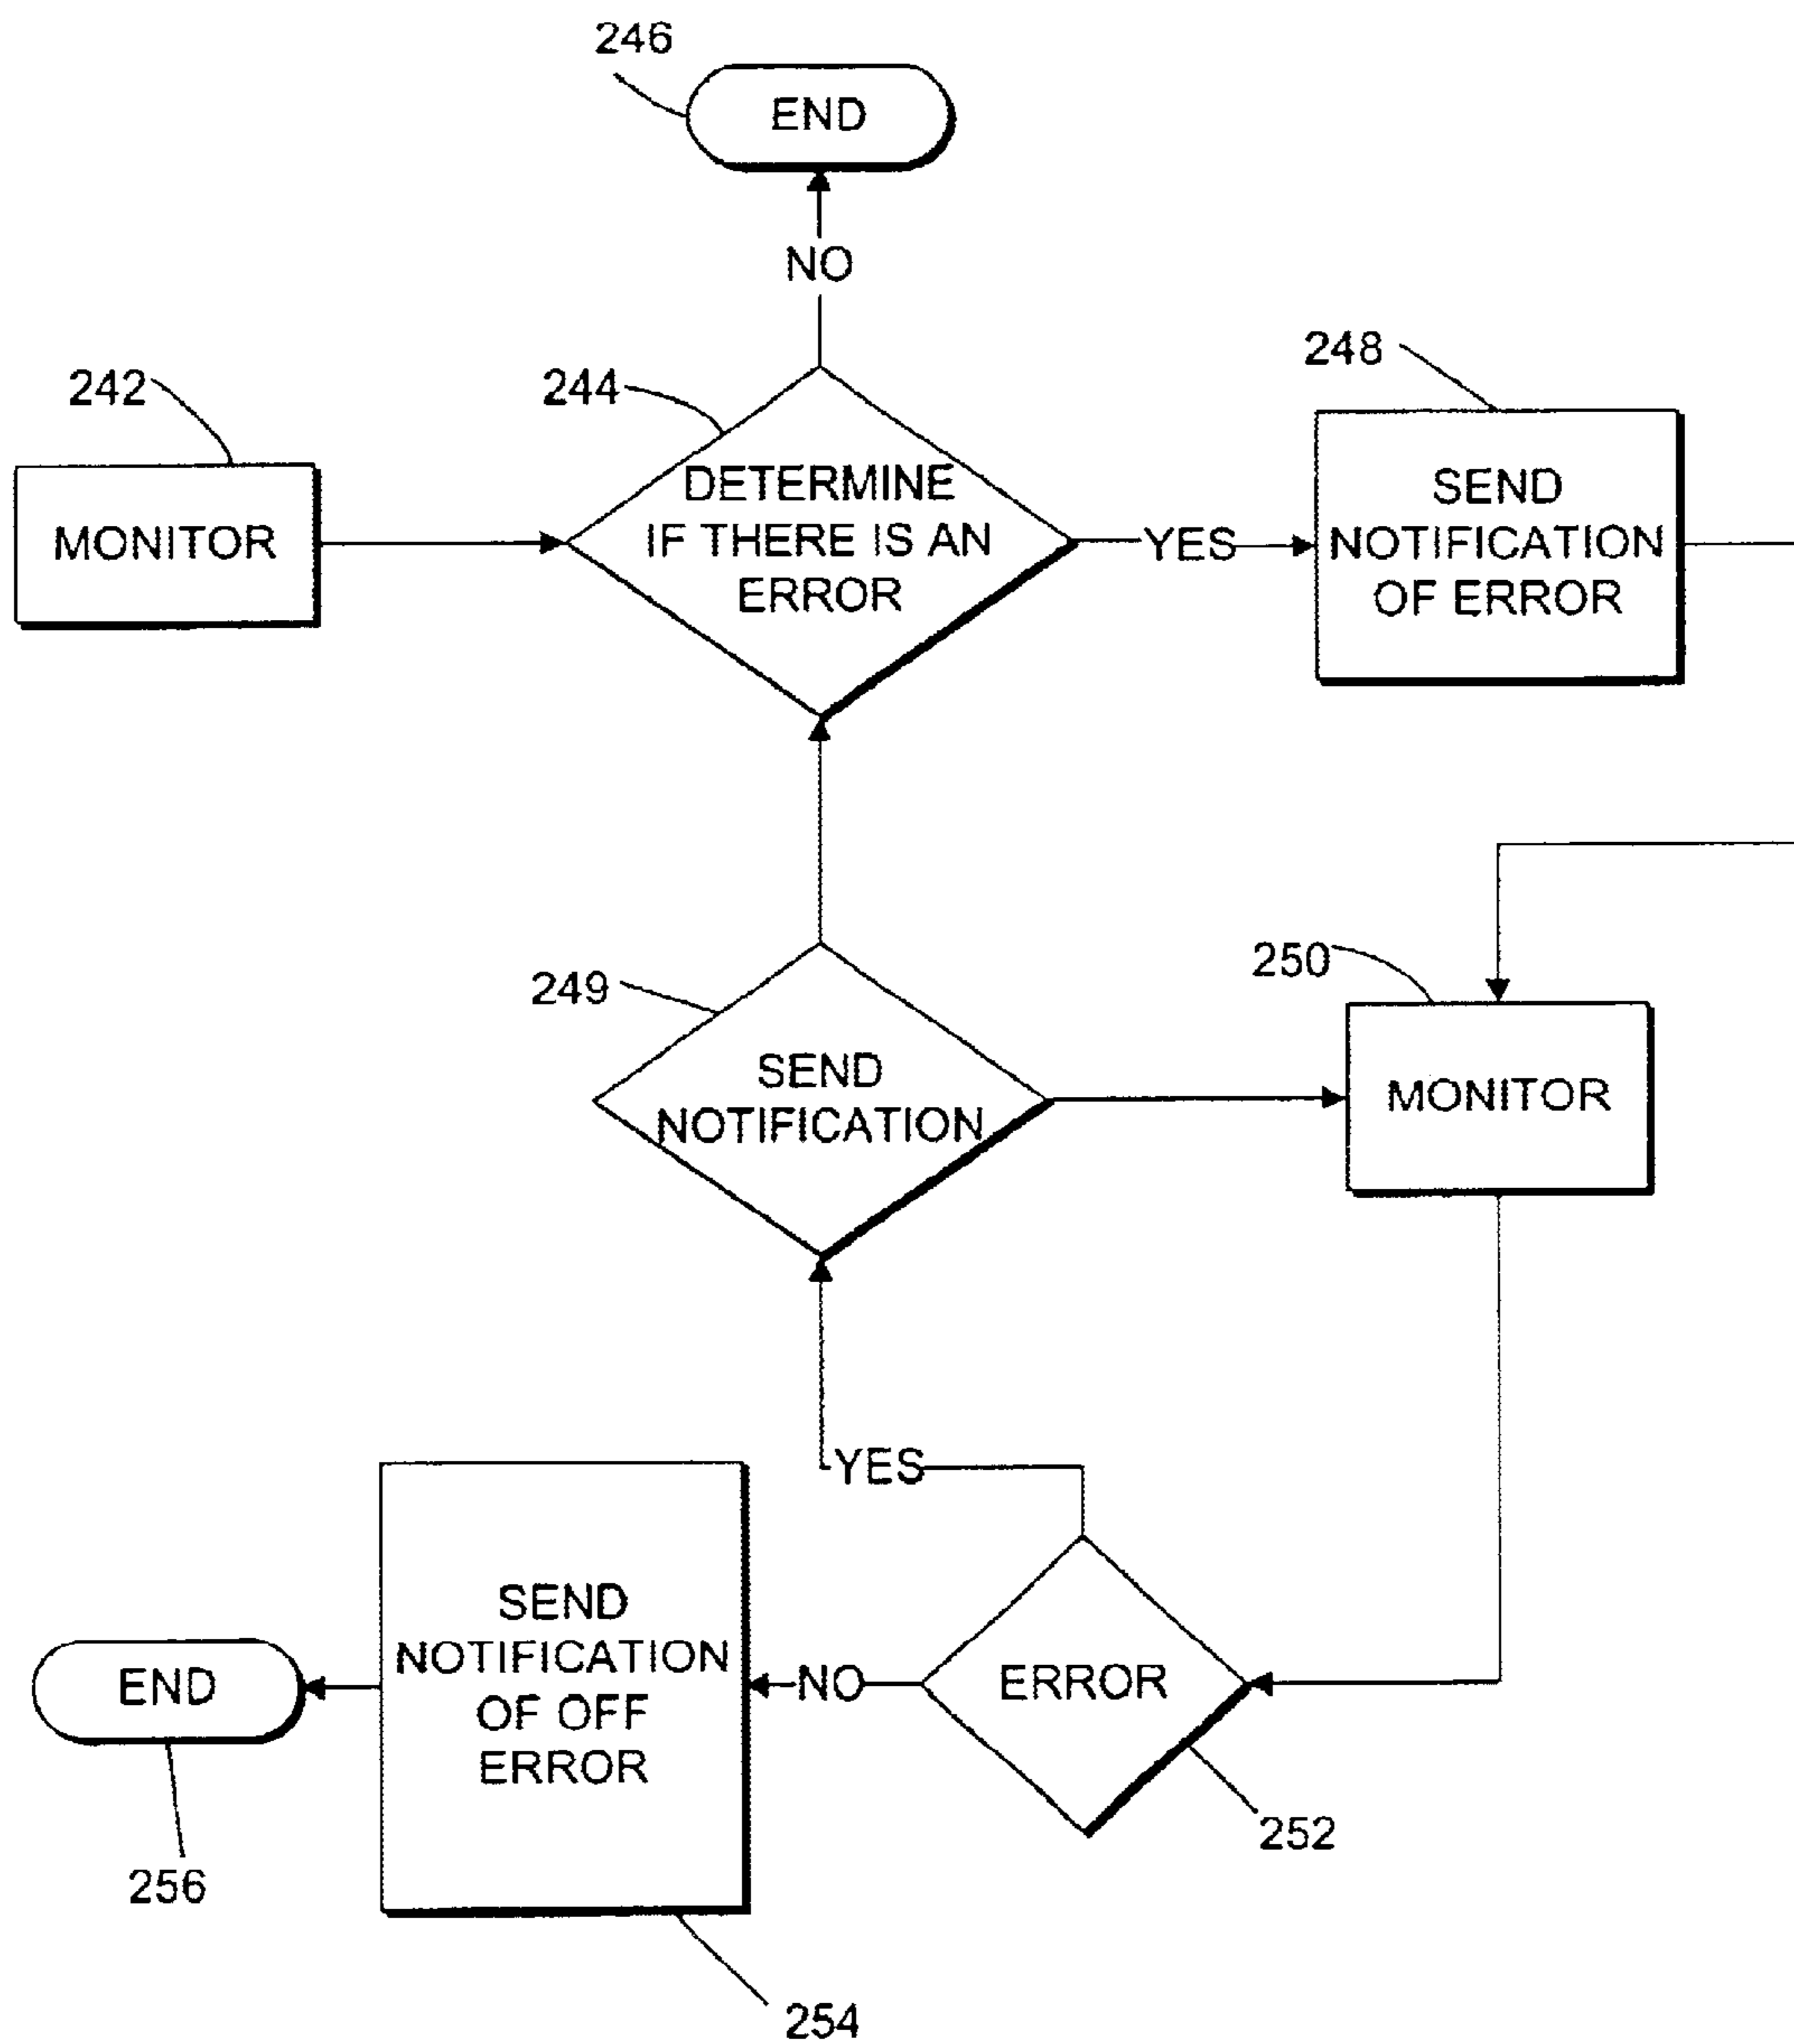 246
END
NO
242
244
248
MONITOR
DETERMINE
IF THERE IS AN
ERROR
YES
SEND
NOTIFICATION
OF ERROR
249
250
SEND
NOTIFICATION
MONITOR
YES
SEND
NOTIFICATION
OF OFF
ERROR
END
NO
ERROR
256
252
254